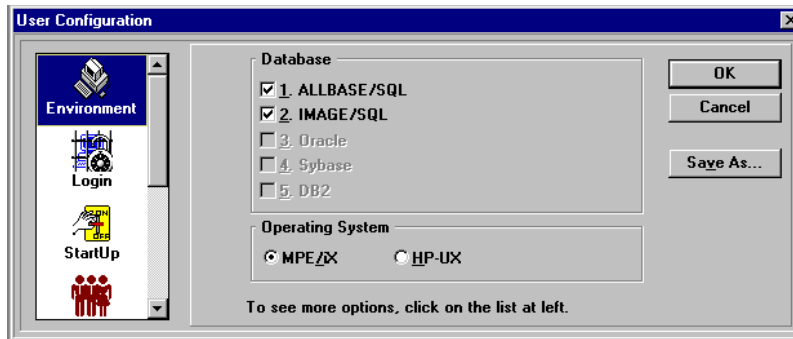 User Configuration
Environment
Login
ON
OFF
StartUp
Database
1. ALLBASE/SQL
2. IMAGE/SQL
3. Oracle
4. Sybase
5. DB2
Operating System
MPE/iX
HP-UX
To see more options, click on the list at left.
OK
Cancel
Save As...